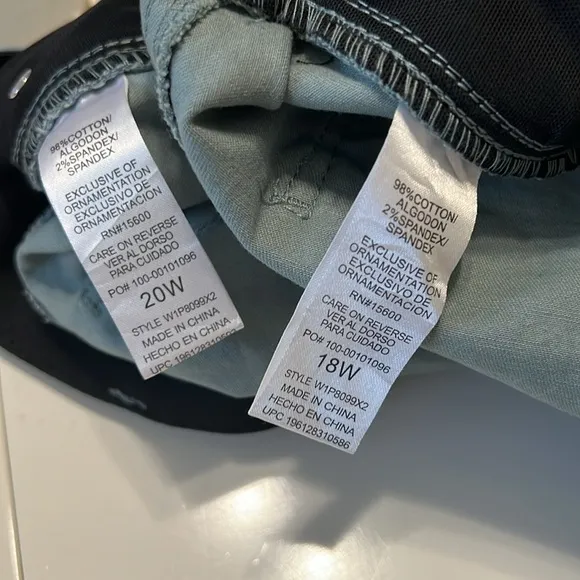 98%COTTON/
ALGODON
2%SPANDEX/
SPANDEX
EXCLUSIVE OF
ORNAMENTATION
EXCLUSIVO DE
ORNAMENTACION
RN#15600
CARE ON REVERSE
VER AL DORSO
PARA CUIDADO
PO# 100-00101096
20W
STYLE W1P8099X2
MADE IN CHINA
HECHO EN CHINA
UPC 196128310593
98%COTTON/
ALGODON
2%SPANDEX/
SPANDEX
EXCLUSIVE OF
ORNAMENTATION
EXCLUSIVO DE
ORNAMENTACION
RN#15600
CARE ON REVERSE
VER AL DORSO
PARA CUIDADO
PO# 100-00101096
18W
STYLE W1P8099X2
MADE IN CHINA
HECHO EN CHINA
UPC 196128310586